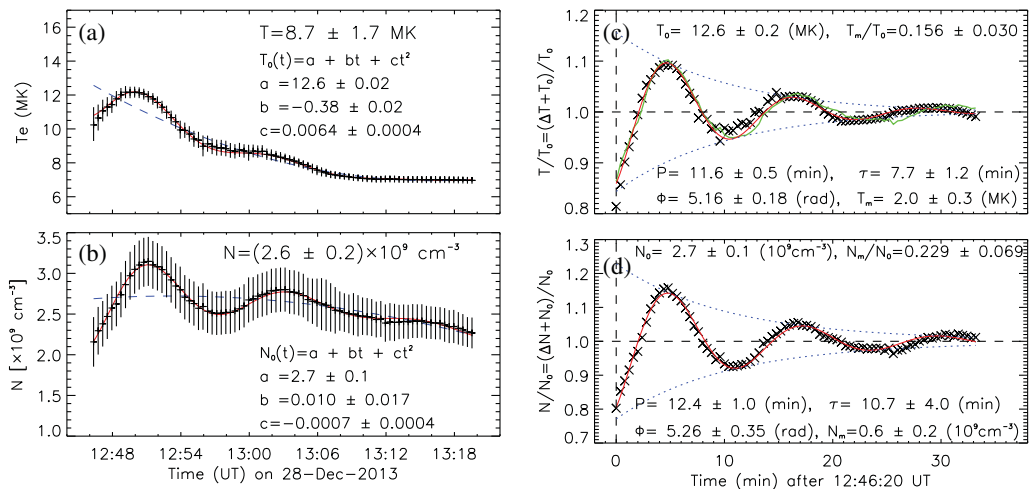 (a)
T=8.7 ± 1.7 MK
T₀(t)=a + bt + ct²
a=12.6 ± 0.02
b=−0.38 ± 0.02
c=0.0064 ± 0.0004
Te (MK)
16
14
12
10
8
6
(b)
N=(2.6 ± 0.2)×10⁹ cm⁻³
N₀(t)=a + bt + ct²
a=2.7 ± 0.1
b=0.010 ± 0.017
c=−0.0007 ± 0.0004
N [×10⁹ cm⁻³]
3.5
3.0
2.5
2.0
1.5
1.0
12:48 12:54 13:00 13:06 13:12 13:18
Time (UT) on 28−Dec−2013
(c)
T₀= 12.6 ± 0.2 (MK), Tₘ/T₀=0.156 ± 0.030
P= 11.6 ± 0.5 (min), τ= 7.7 ± 1.2 (min)
Φ= 5.16 ± 0.18 (rad), Tₘ= 2.0 ± 0.3 (MK)
T/T₀=(ΔT+T₀)/T₀
1.2
1.1
1.0
0.9
0.8
(d)
N₀= 2.7 ± 0.1 (10⁹cm⁻³), Nₘ/N₀=0.229 ± 0.069
P= 12.4 ± 1.0 (min), τ= 10.7 ± 4.0 (min)
Φ= 5.26 ± 0.35 (rad), Nₘ=0.6 ± 0.2 (10⁹cm⁻³)
N/N₀=(ΔN+N₀)/N₀
1.3
1.2
1.1
1.0
0.9
0.8
0.7
0 10 20 30
Time (min) after 12:46:20 UT